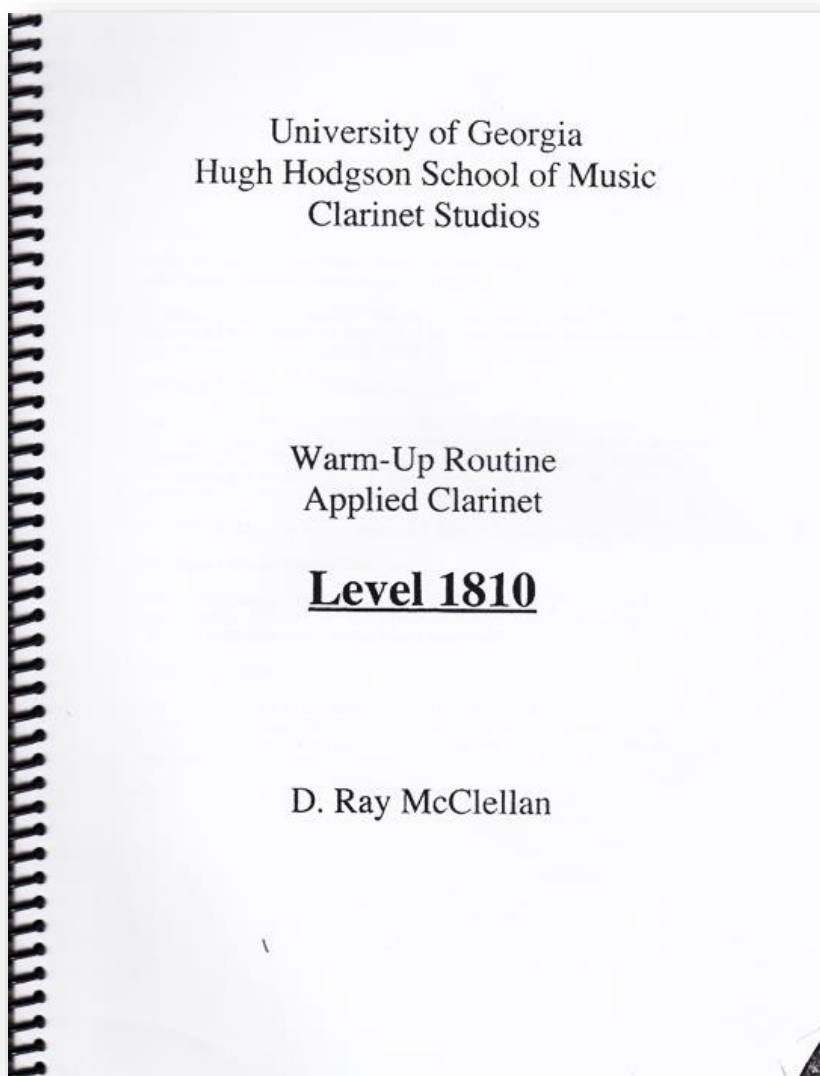 University of Georgia
Hugh Hodgson School of Music
Clarinet Studios
Warm-Up Routine
Applied Clarinet
Level 1810
D. Ray McClellan